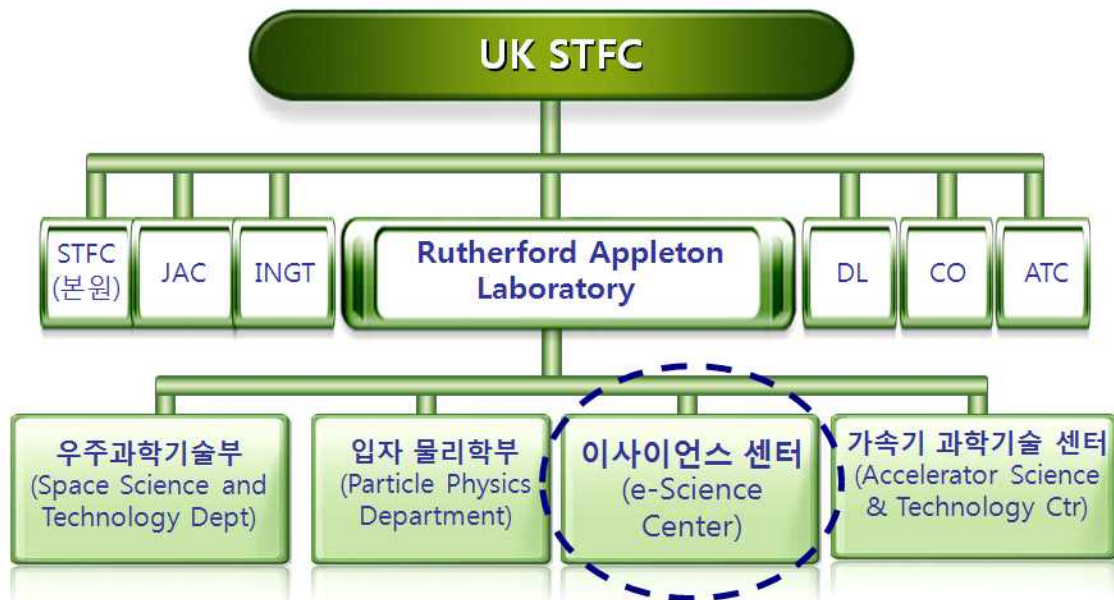 UK STFC
STFC
(본원)
JAC
INGT
Rutherford Appleton
Laboratory
DL
CO
ATC
우주과학기술부
(Space Science and
Technology Dept)
입자 물리학부
(Particle Physics
Department)
이사이언스 센터
(e-Science
Center)
가속기 과학기술 센터
(Accelerator Science
& Technology Ctr)